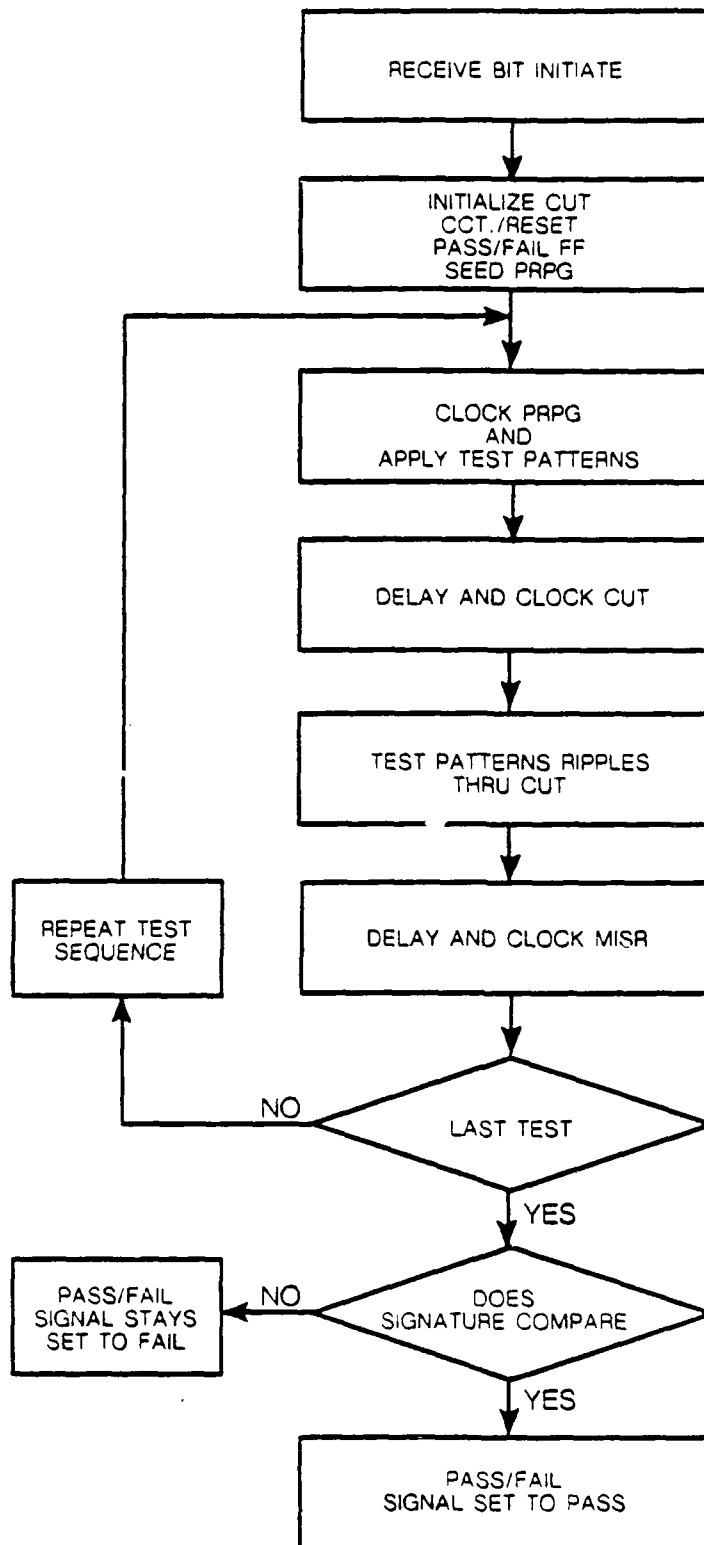 RECEIVE BIT INITIATE
INITIALIZE CUT
CCT./RESET
PASS/FAIL FF
SEED PRPG
CLOCK PRPG
AND
APPLY TEST PATTERNS
DELAY AND CLOCK CUT
TEST PATTERNS RIPPLES
THRU CUT
REPEAT TEST
SEQUENCE
DELAY AND CLOCK MISR
NO
LAST TEST
YES
PASS/FAIL
SIGNAL STAYS
SET TO FAIL
NO
DOES
SIGNATURE COMPARE
YES
PASS/FAIL
SIGNAL SET TO PASS